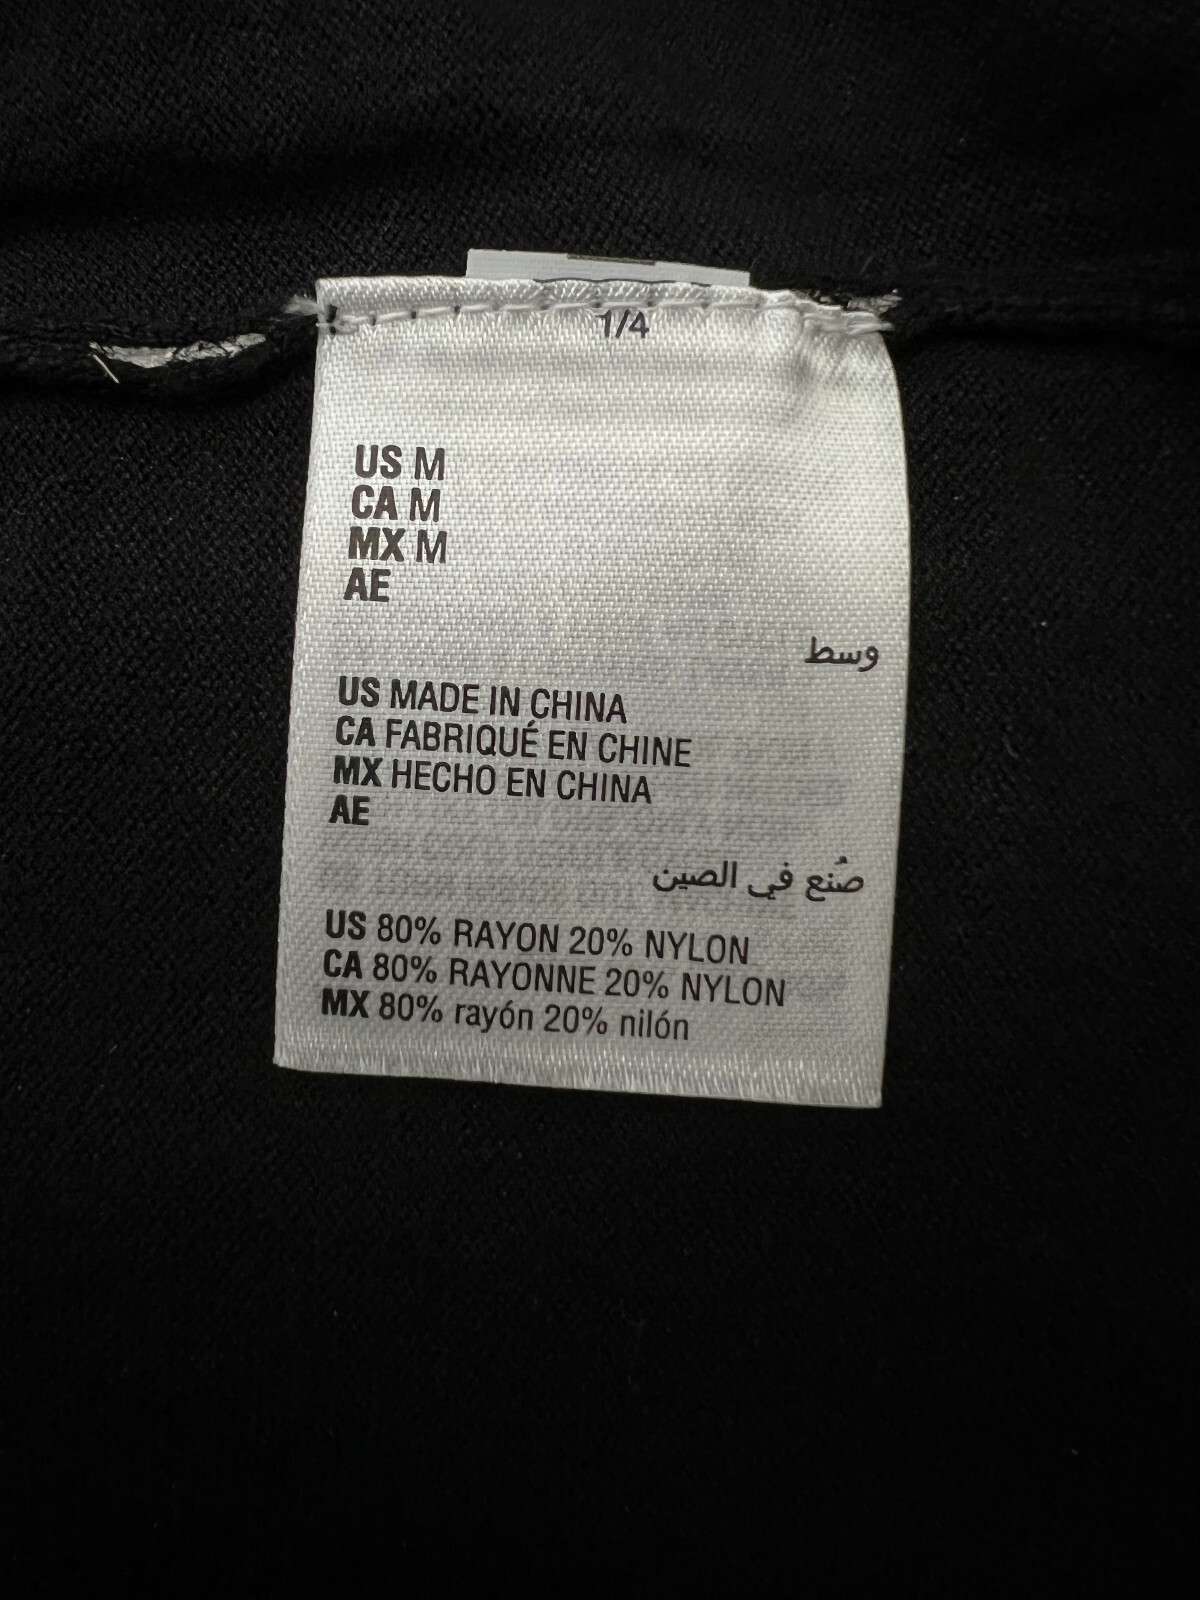 1/4
US M
CA M
MX M
AE
وسط
US MADE IN CHINA
CA FABRIQUÉ EN CHINE
MX HECHO EN CHINA
AE
صُنع في الصين
US 80% RAYON 20% NYLON
CA 80% RAYONNE 20% NYLON
MX 80% rayón 20% nilón